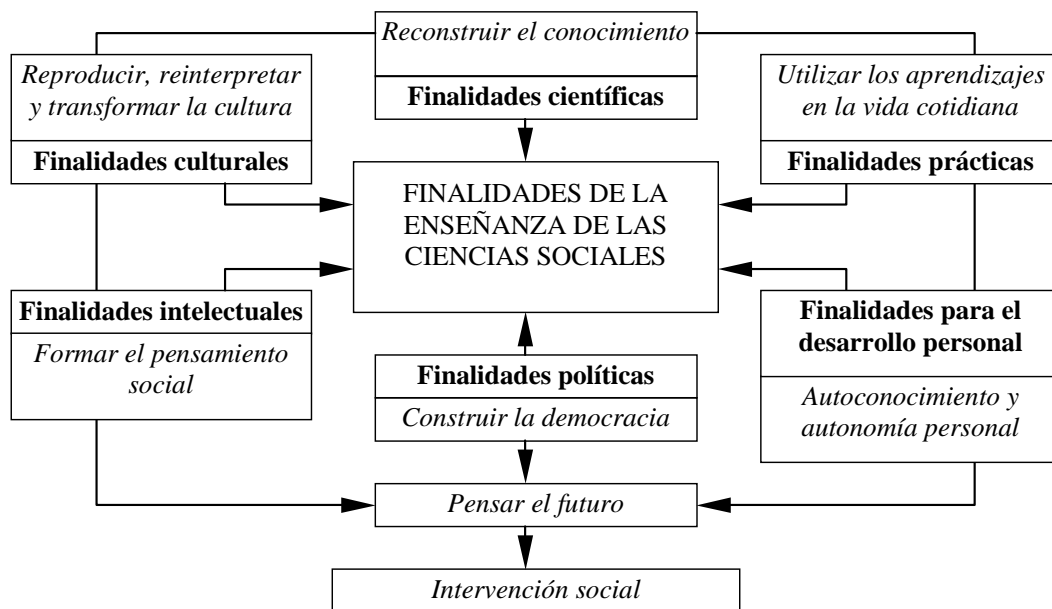 Reconstruir el conocimiento
Finalidades científicas
Reproducir, reinterpretar
y transformar la cultura
Finalidades culturales
Utilizar los aprendizajes
en la vida cotidiana
Finalidades prácticas
FINALIDADES DE LA
ENSEÑANZA DE LAS
CIENCIAS SOCIALES
Finalidades intelectuales
Formar el pensamiento
social
Finalidades políticas
Construir la democracia
Finalidades para el
desarrollo personal
Autoconocimiento y
autonomía personal
Pensar el futuro
Intervención social